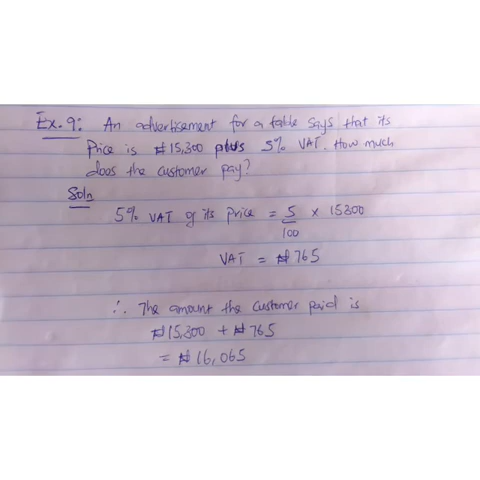 Ex. 9: An advertisement for a table says that its
Price is ₦15,300 plus 5% VAT. How much
does the customer pay?
Soln
5% VAT of its price = 5/100 × 15300
VAT = ₦765
∴ The amount the customer paid is
₦15,300 + ₦765
= ₦16,065